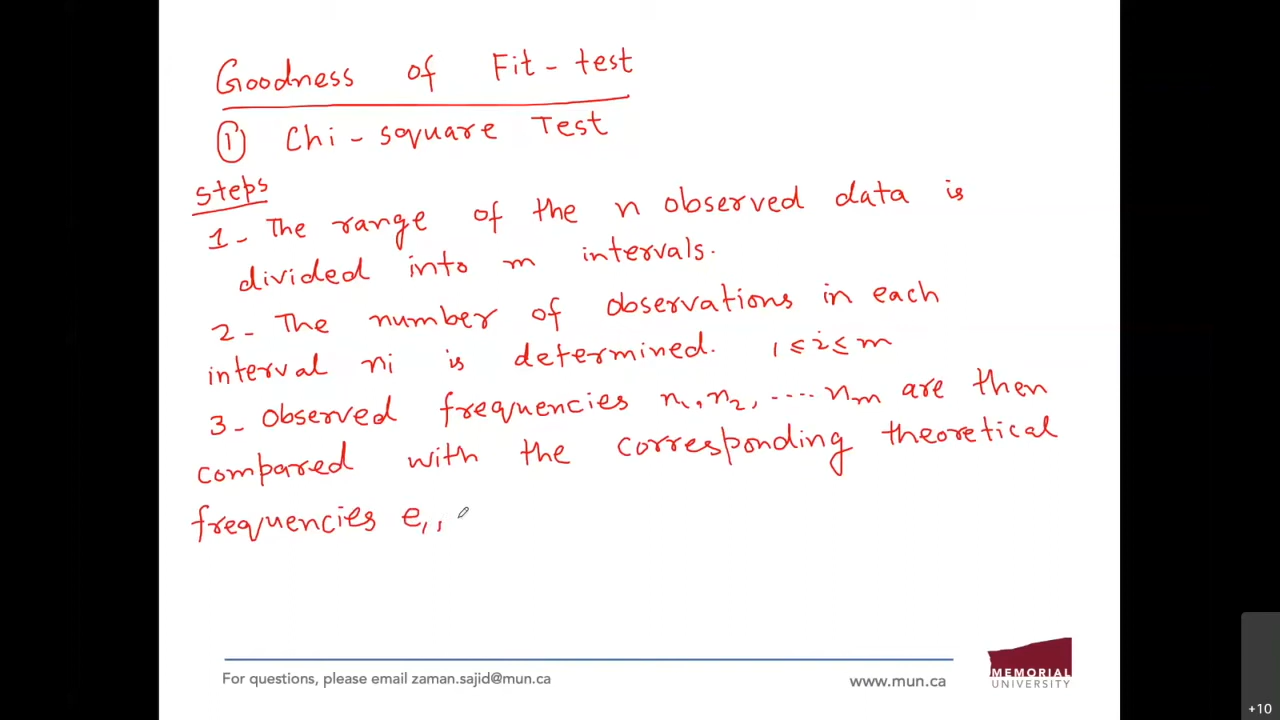 Goodness of Fit-test
① Chi-square Test
Steps
1- The range of the n observed data is
divided into m intervals.
2- The number of observations in each
interval ni is determined. 1≤i≤m
3- Observed frequencies n₁, n₂, .... nm are then
compared with the corresponding theoretical
frequencies e₁,
For questions, please email zaman.sajid@mun.ca
www.mun.ca
MEMORIAL
UNIVERSITY
+10